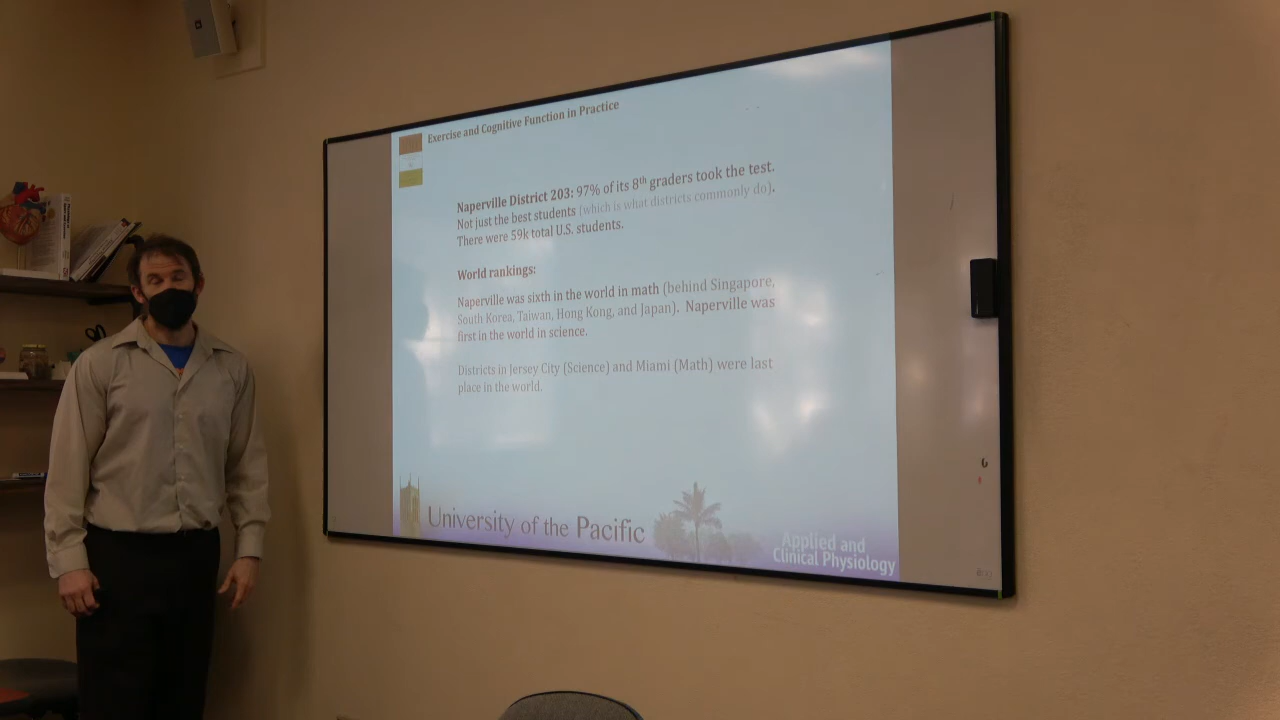 Exercise and Cognitive Function in Practice
Naperville District 203: 97% of its 8th graders took the test.
Not just the best students (which is what districts commonly do).
There were 59k total U.S. students.
World rankings:
Naperville was sixth in the world in math (behind Singapore,
South Korea, Taiwan, Hong Kong, and Japan). Naperville was
first in the world in science.
Districts in Jersey City (Science) and Miami (Math) were last
place in the world.
University of the Pacific
Applied and
Clinical Physiology